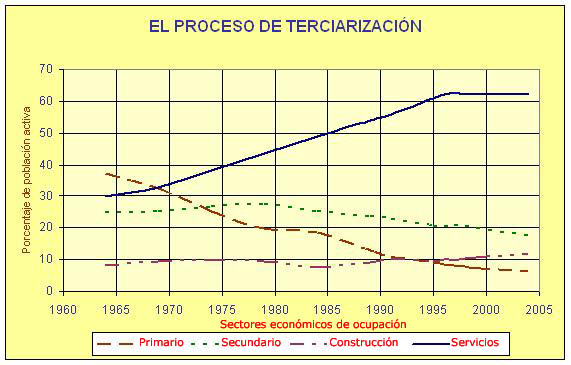 EL PROCESO DE TERCIARIZACIÓN
Porcentaje de población activa
70
60
50
40
30
20
10
0
1960 1965 1970 1975 1980 1985 1990 1995 2000 2005
Sectores económicos de ocupación
Primario Secundario Construcción Servicios